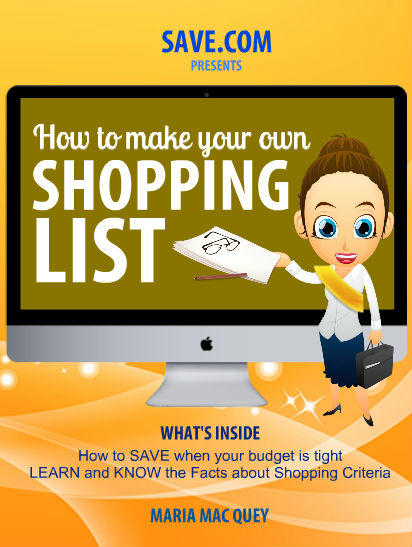 SAVE.COM
PRESENTS
How to make your own
SHOPPING
LIST
WHAT'S INSIDE
How to SAVE when your budget is tight
LEARN and KNOW the Facts about Shopping Criteria
MARIA MAC QUEY